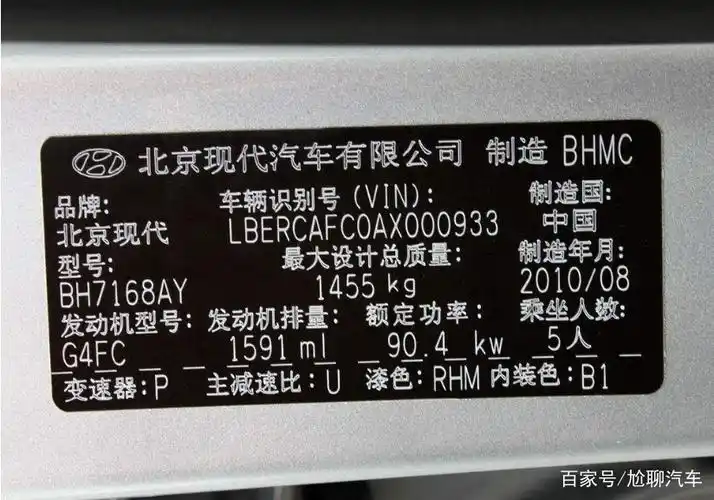 北京现代汽车有限公司 制造 BHMC
品牌: 车辆识别号(VIN): 制造国:
北京现代 LBERCAFC0AX000933 中国
型号: 最大设计总质量: 制造年月:
BH7168AY 1455 kg 2010/08
发动机型号: 发动机排量: 额定功率: 乘坐人数:
G4FC 1591 ml 90.4 kw 5人
变速器:P 主减速比:U 漆色:RHM 内装色:B1
百家号/尬聊汽车